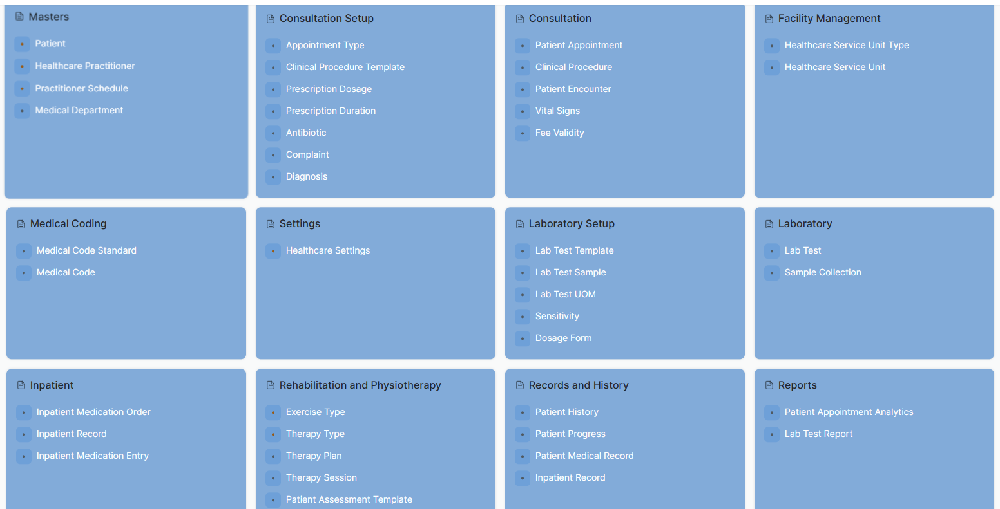 Masters
Patient
Healthcare Practitioner
Practitioner Schedule
Medical Department
Consultation Setup
Appointment Type
Clinical Procedure Template
Prescription Dosage
Prescription Duration
Antibiotic
Complaint
Diagnosis
Consultation
Patient Appointment
Clinical Procedure
Patient Encounter
Vital Signs
Fee Validity
Facility Management
Healthcare Service Unit Type
Healthcare Service Unit
Medical Coding
Medical Code Standard
Medical Code
Settings
Healthcare Settings
Laboratory Setup
Lab Test Template
Lab Test Sample
Lab Test UOM
Sensitivity
Dosage Form
Laboratory
Lab Test
Sample Collection
Inpatient
Inpatient Medication Order
Inpatient Record
Inpatient Medication Entry
Rehabilitation and Physiotherapy
Exercise Type
Therapy Type
Therapy Plan
Therapy Session
Patient Assessment Template
Records and History
Patient History
Patient Progress
Patient Medical Record
Inpatient Record
Reports
Patient Appointment Analytics
Lab Test Report